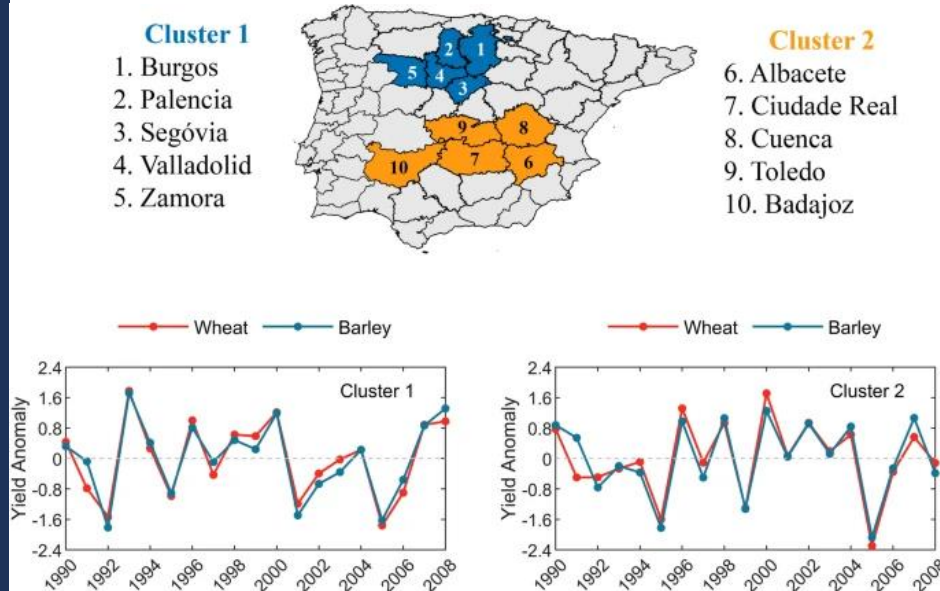 Cluster 1
1. Burgos
2. Palencia
3. Segóvia
4. Valladolid
5. Zamora
2
1
5
4
3
9
8
10
7
6
Cluster 2
6. Albacete
7. Ciudade Real
8. Cuenca
9. Toledo
10. Badajoz
Wheat Barley
Cluster 1
Yield Anomaly
2.4
1.6
0.8
0
-0.8
-1.6
-2.4
1990 1992 1994 1996 1998 2000 2002 2004 2006 2008
Wheat Barley
Cluster 2
Yield Anomaly
2.4
1.6
0.8
0
-0.8
-1.6
-2.4
1990 1992 1994 1996 1998 2000 2002 2004 2006 2008